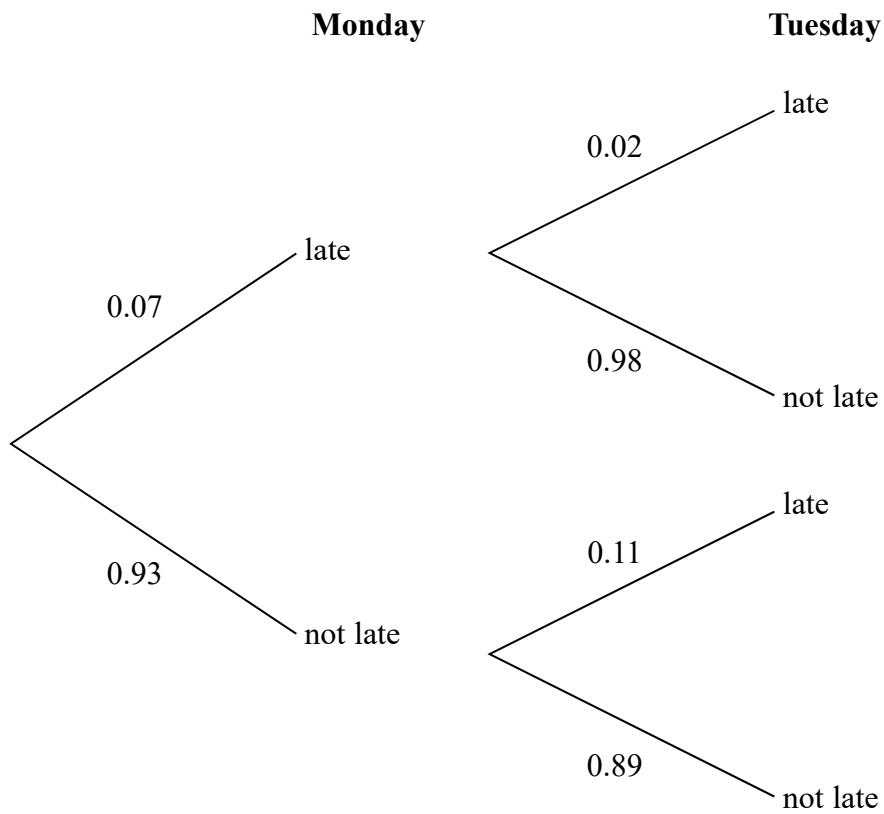 Monday Tuesday
late
0.02
late
0.07
0.98
not late
late
0.11
0.93
not late
0.89
not late